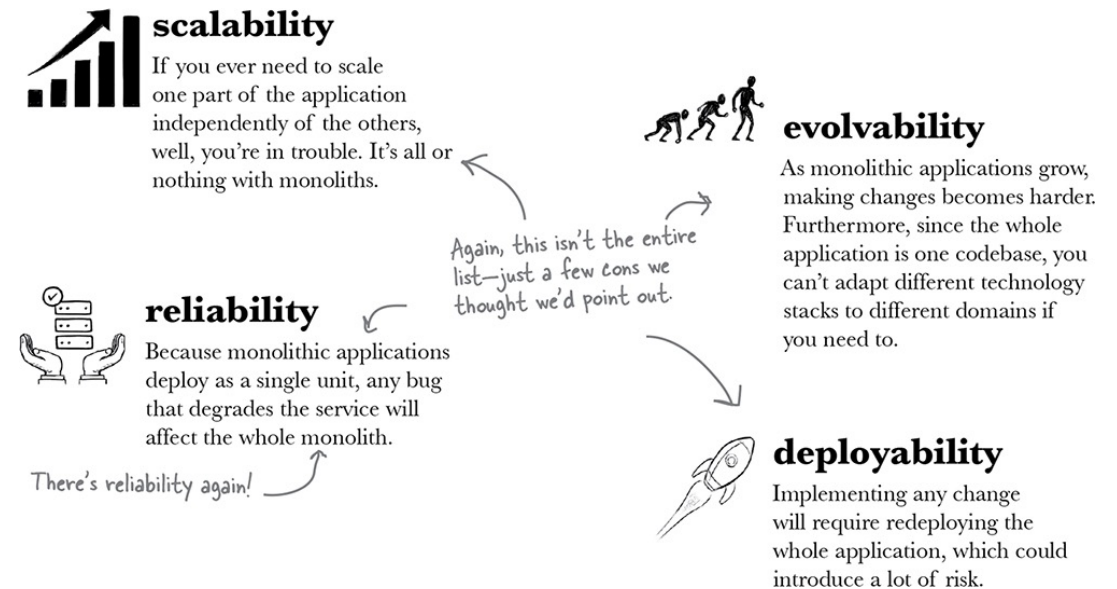 scalability
If you ever need to scale
one part of the application
independently of the others,
well, you're in trouble. It's all or
nothing with monoliths.
evolvability
As monolithic applications grow,
making changes becomes harder.
Furthermore, since the whole
application is one codebase, you
can't adapt different technology
stacks to different domains if
you need to.
Again, this isn't the entire
list—just a few cons we
thought we'd point out.
reliability
Because monolithic applications
deploy as a single unit, any bug
that degrades the service will
affect the whole monolith.
There's reliability again!
deployability
Implementing any change
will require redeploying the
whole application, which could
introduce a lot of risk.